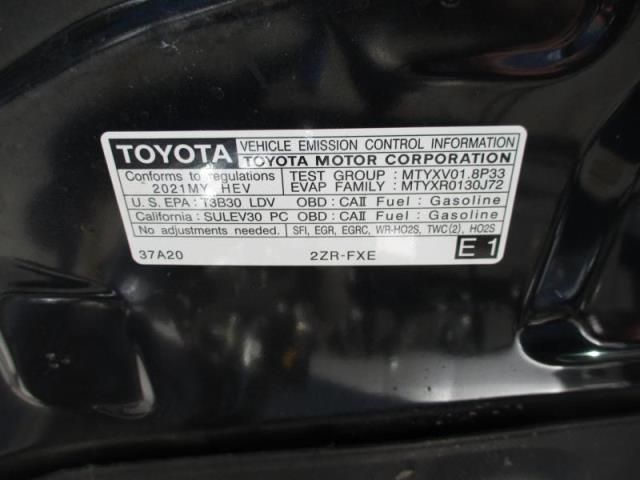 TOYOTA VEHICLE EMISSION CONTROL INFORMATION
TOYOTA MOTOR CORPORATION
Conforms to regulations TEST GROUP : MTYXV01.8P33
2021MY HEV EVAP FAMILY : MTYXR0130J72
U.S. EPA : T3B30 LDV OBD : CAII Fuel : Gasoline
California : SULEV30 PC OBD : CAII Fuel : Gasoline
No adjustments needed. SFI, EGR, EGRC, WR-HO2S, TWC(2), HO2S
37A20 2ZR-FXE E 1